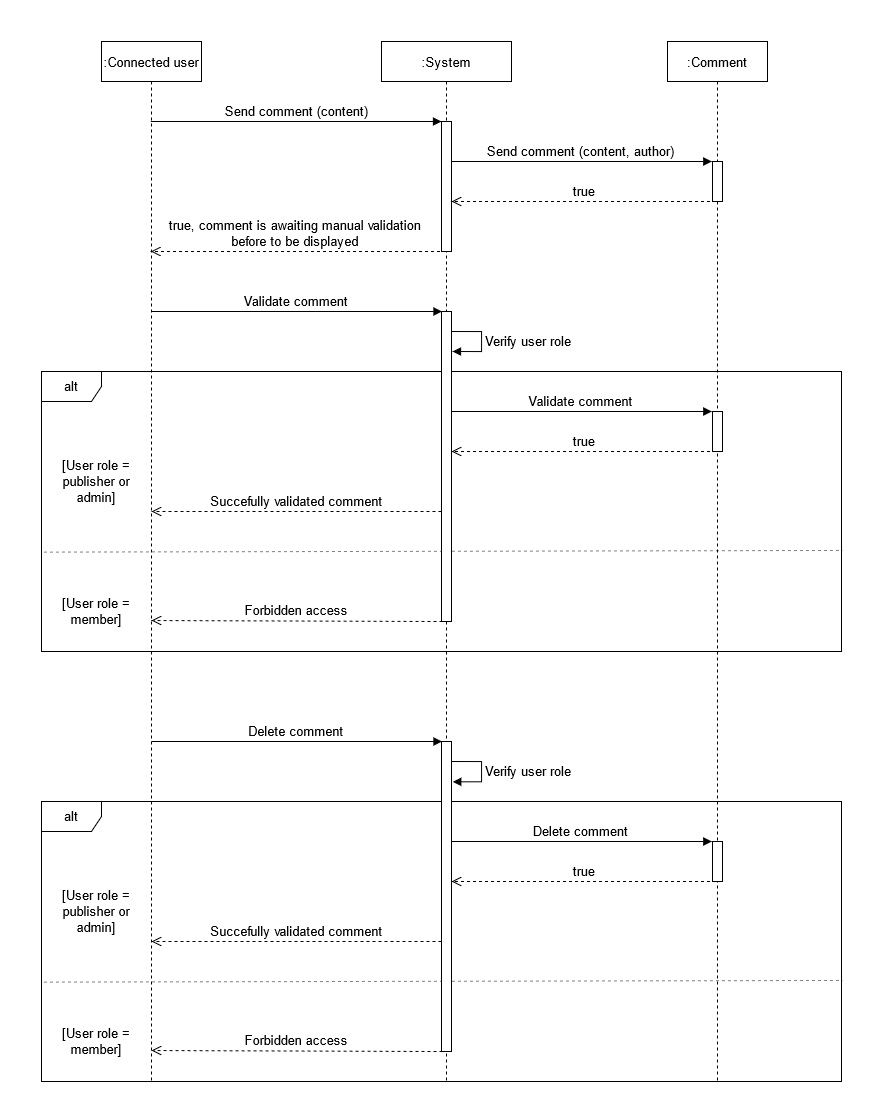 :Connected user
:System
:Comment
Send comment (content)
Send comment (content, author)
true
true, comment is awaiting manual validation
before to be displayed
Validate comment
Verify user role
alt
Validate comment
true
[User role =
publisher or
admin]
Succefully validated comment
[User role =
member]
Forbidden access
Delete comment
Verify user role
alt
Delete comment
true
[User role =
publisher or
admin]
Succefully validated comment
[User role =
member]
Forbidden access